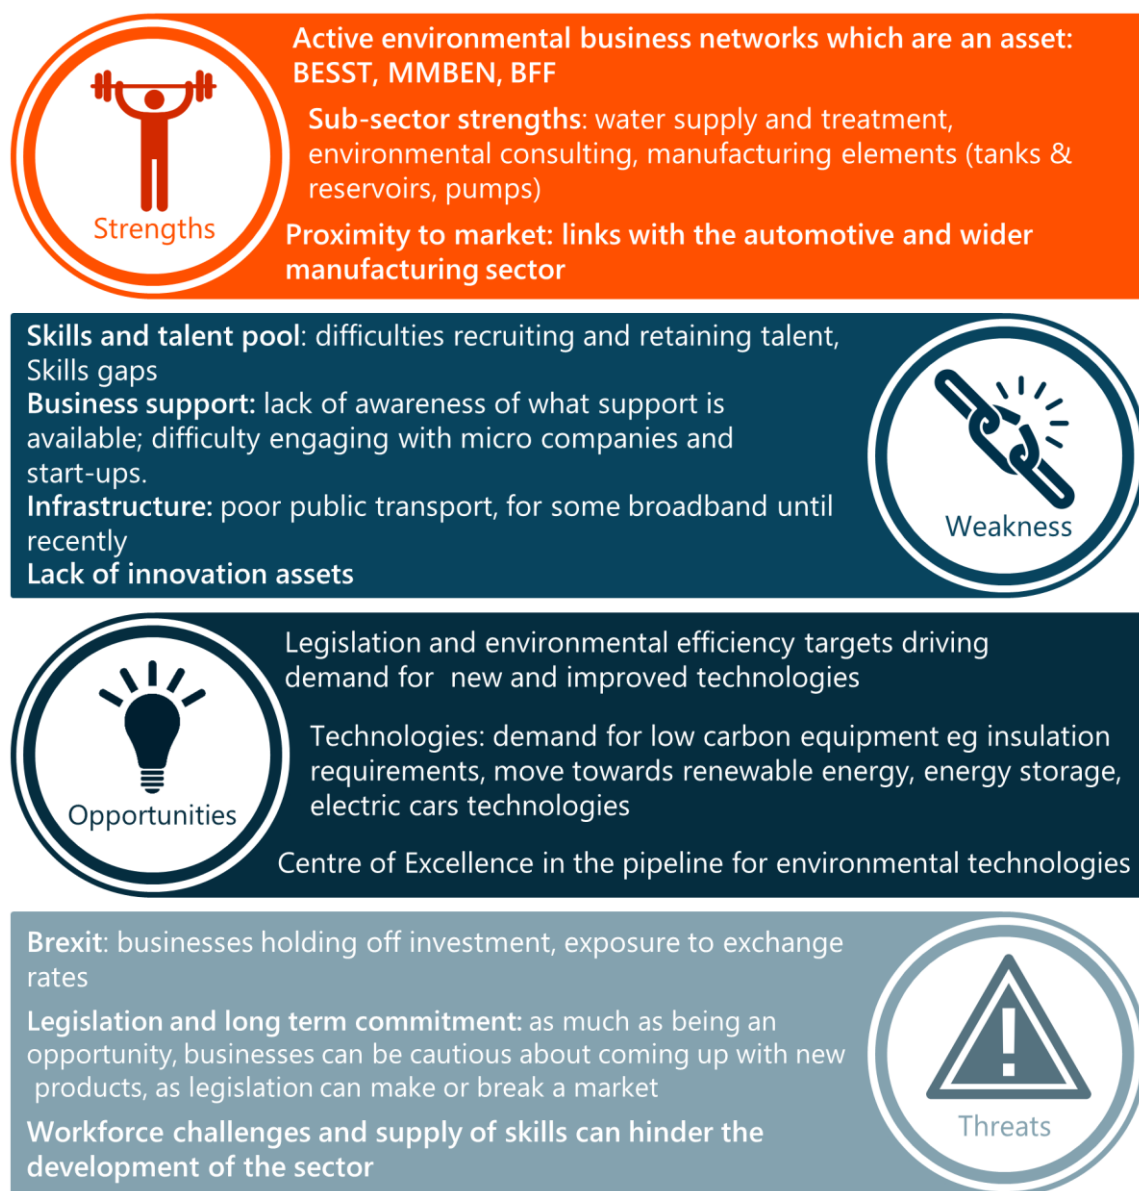 Active environmental business networks which are an asset:
BESST, MMBEN, BFF
Sub-sector strengths: water supply and treatment,
environmental consulting, manufacturing elements (tanks &
reservoirs, pumps)
Strengths
Proximity to market: links with the automotive and wider
manufacturing sector
Skills and talent pool: difficulties recruiting and retaining talent,
Skills gaps
Business support: lack of awareness of what support is
available; difficulty engaging with micro companies and
start-ups.
Infrastructure: poor public transport, for some broadband until
recently
Lack of innovation assets
Weakness
Legislation and environmental efficiency targets driving
demand for  new and improved technologies
Technologies: demand for low carbon equipment eg insulation
requirements, move towards renewable energy, energy storage,
electric cars technologies
Opportunities
Centre of Excellence in the pipeline for environmental technologies
Brexit: businesses holding off investment, exposure to exchange
rates
Legislation and long term commitment: as much as being an
opportunity, businesses can be cautious about coming up with new
products, as legislation can make or break a market
Workforce challenges and supply of skills can hinder the
development of the sector
Threats